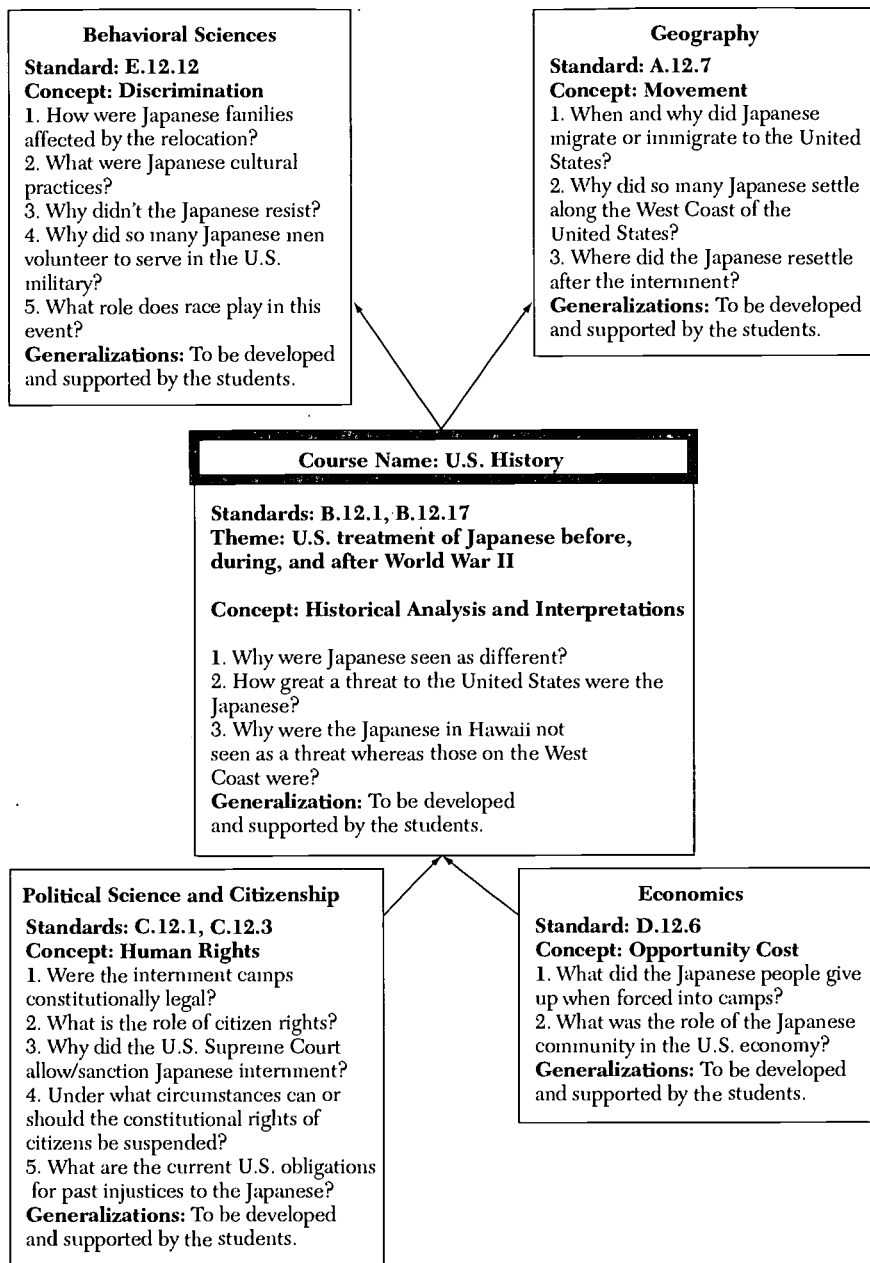 Behavioral Sciences
Standard: E.12.12
Concept: Discrimination
1. How were Japanese families
affected by the relocation?
2. What were Japanese cultural
practices?
3. Why didn't the Japanese resist?
4. Why did so many Japanese men
volunteer to serve in the U.S.
military?
5. What role does race play in this
event?
Generalizations: To be developed
and supported by the students.
Geography
Standard: A.12.7
Concept: Movement
1. When and why did Japanese
migrate or immigrate to the United
States?
2. Why did so many Japanese settle
along the West Coast of the
United States?
3. Where did the Japanese resettle
after the internment?
Generalizations: To be developed
and supported by the students.
Course Name: U.S. History
Standards: B.12.1, B.12.17
Theme: U.S. treatment of Japanese before,
during, and after World War II
Concept: Historical Analysis and Interpretations
1. Why were Japanese seen as different?
2. How great a threat to the United States were the
Japanese?
3. Why were the Japanese in Hawaii not
seen as a threat whereas those on the West
Coast were?
Generalization: To be developed
and supported by the students.
Political Science and Citizenship
Standards: C.12.1, C.12.3
Concept: Human Rights
1. Were the internment camps
constitutionally legal?
2. What is the role of citizen rights?
3. Why did the U.S. Supreme Court
allow/sanction Japanese internment?
4. Under what circumstances can or
should the constitutional rights of
citizens be suspended?
5. What are the current U.S. obligations
for past injustices to the Japanese?
Generalizations: To be developed
and supported by the students.
Economics
Standard: D.12.6
Concept: Opportunity Cost
1. What did the Japanese people give
up when forced into camps?
2. What was the role of the Japanese
community in the U.S. economy?
Generalizations: To be developed
and supported by the students.